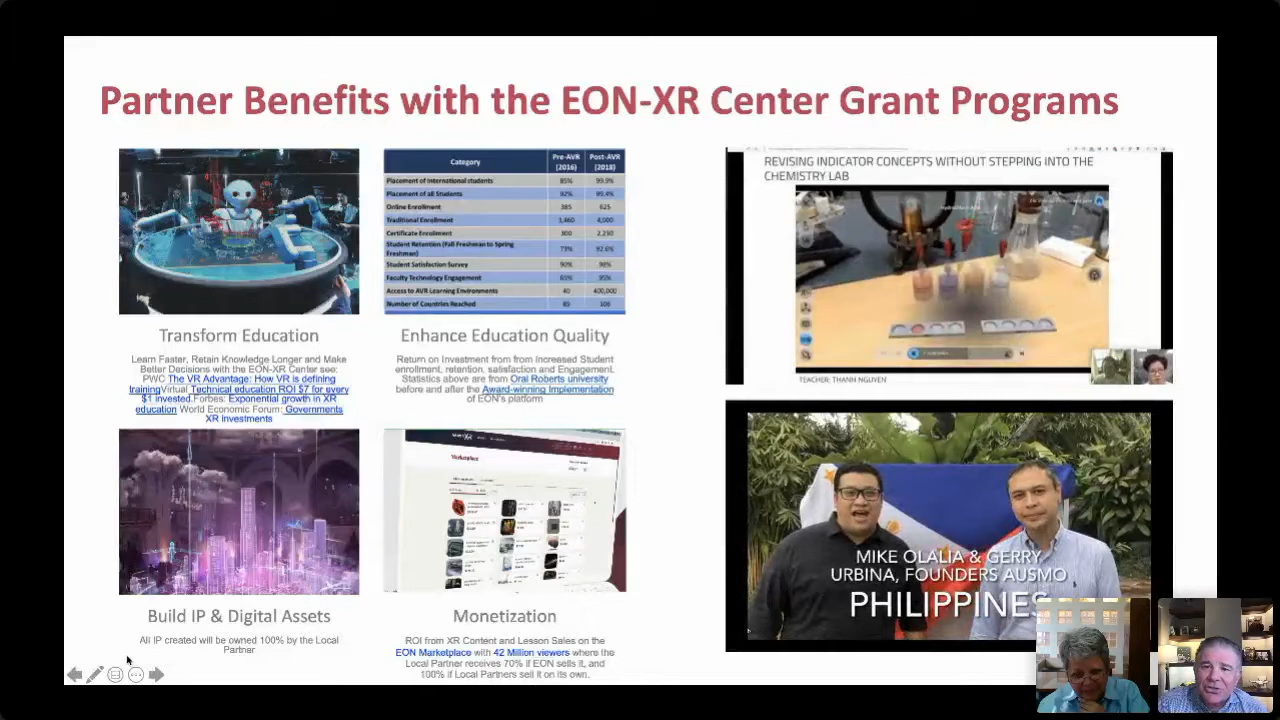 Partner Benefits with the EON-XR Center Grant Programs
Category Pre-AVR (2016) Post-AVR (2018)
Placement of International students 85% 99.9%
Placement of all Students 92% 99.4%
Online Enrollment 385 625
Traditional Enrollment 3,460 4,000
Certificate Enrollment 300 2,250
Student Retention (Fall Freshman to Spring Freshman) 73% 92.6%
Student Satisfaction Survey 90% 98%
Faculty Technology Engagement 65% 95%
Access to AVR Learning Environments 40 400,000
Number of Countries Reached 85 106
Transform Education
Learn Faster, Retain Knowledge Longer and Make
Better Decisions with the EON-XR Center see:
PWC The VR Advantage: How VR is defining
trainingVirtual Technical education ROI $7 for every
$1 invested.Forbes: Exponential growth in XR
education World Economic Forum: Governments
XR investments
Enhance Education Quality
Return on Investment from from Increased Student
enrollment, retention, satisfaction and Engagement.
Statistics above are from Oral Roberts university
before and after the Award-winning Implementation
of EON's platform
Build IP & Digital Assets
All IP created will be owned 100% by the Local
Partner
Marketplace
Monetization
ROI from XR Content and Lesson Sales on the
EON Marketplace with 42 Million viewers where the
Local Partner receives 70% if EON sells it, and
100% if Local Partners sell it on its own.
REVISING INDICATOR CONCEPTS WITHOUT STEPPING INTO THE
CHEMISTRY LAB
TEACHER: THANH NGUYEN
MIKE OLALIA & GERRY
URBINA, FOUNDERS AUSMO
PHILIPPINES